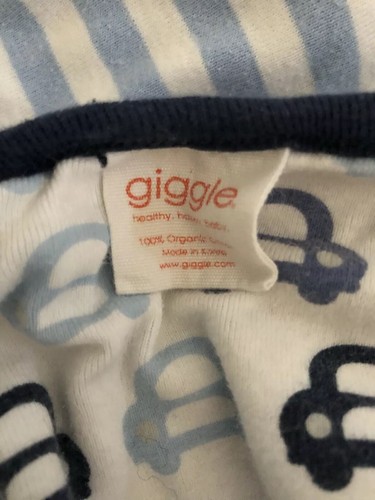 giggle.
healthy. happy. baby.
100% Organic Cotton
Made in Korea
www.giggle.com